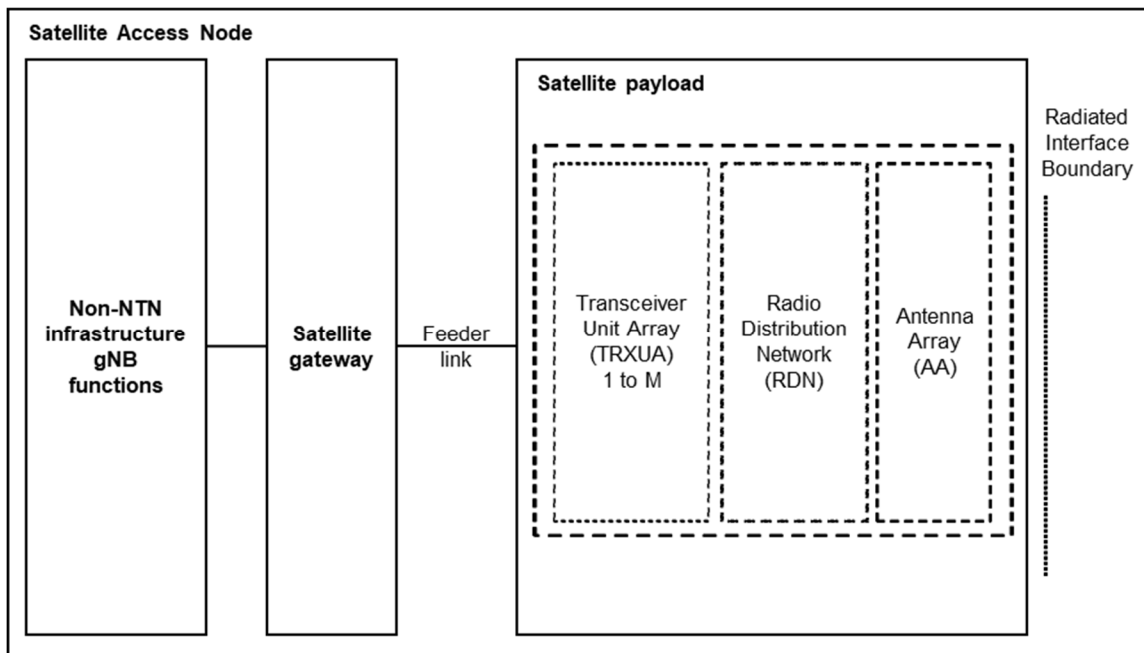 Satellite Access Node
Non-NTN
infrastructure
gNB
functions
Satellite
gateway
Feeder
link
Satellite payload
Transceiver
Unit Array
(TRXUA)
1 to M
Radio
Distribution
Network
(RDN)
Antenna
Array
(AA)
Radiated
Interface
Boundary